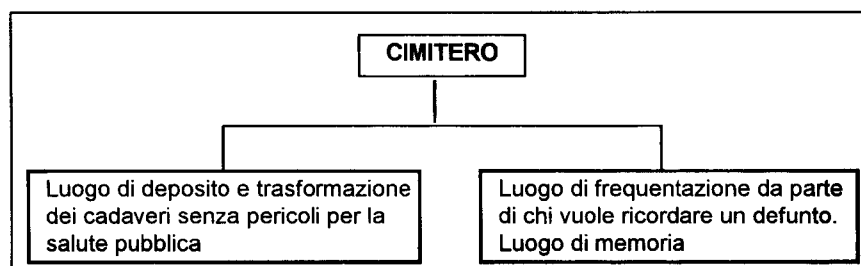 CIMITERO
Luogo di deposito e trasformazione
dei cadaveri senza pericoli per la
salute pubblica
Luogo di frequentazione da parte
di chi vuole ricordare un defunto.
Luogo di memoria